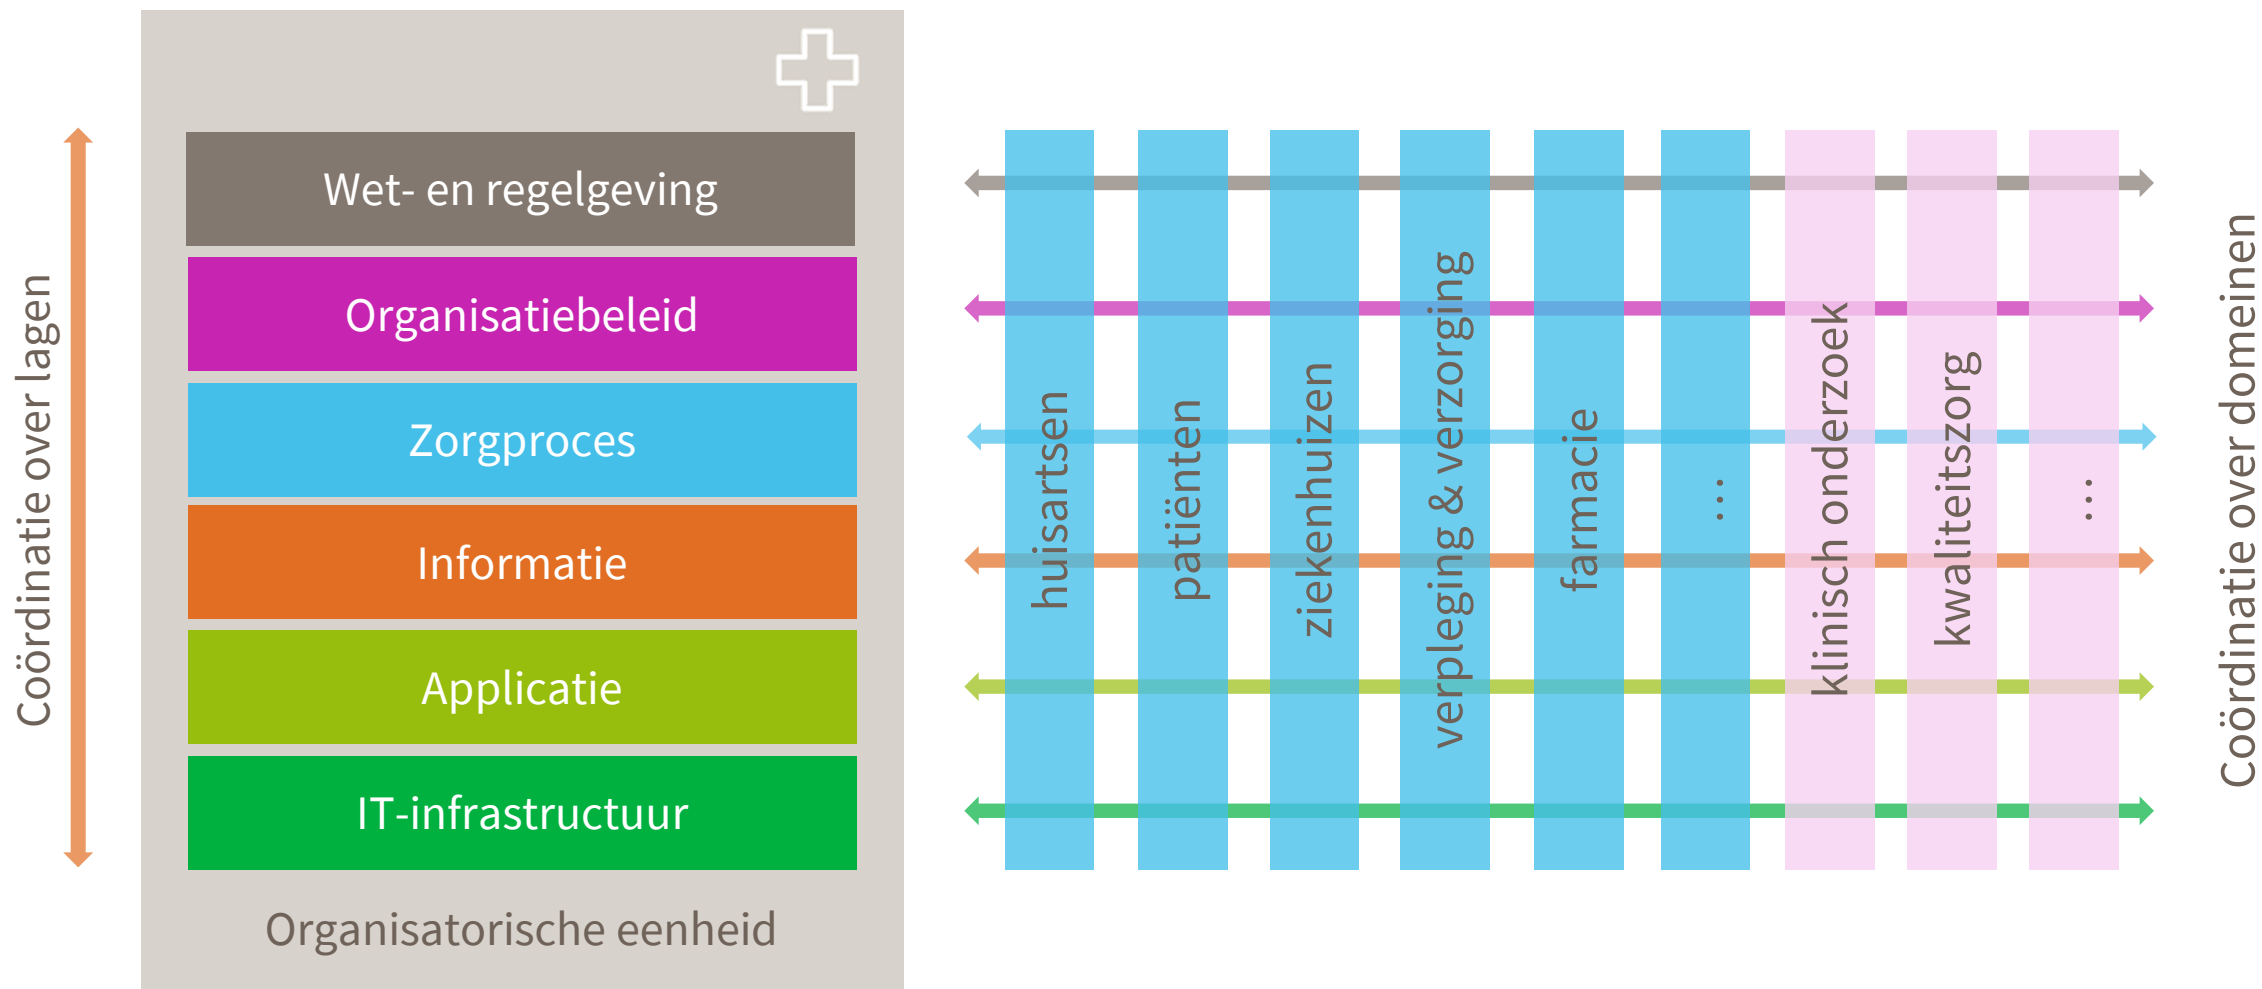 Coördinatie over lagen
Wet- en regelgeving
Organisatiebeleid
Zorgproces
Informatie
Applicatie
IT-infrastructuur
Organisatorische eenheid
huisartsen
patiënten
ziekenhuizen
verpleging & verzorging
farmacie
...
klinisch onderzoek
kwaliteitszorg
...
Coördinatie over domeinen